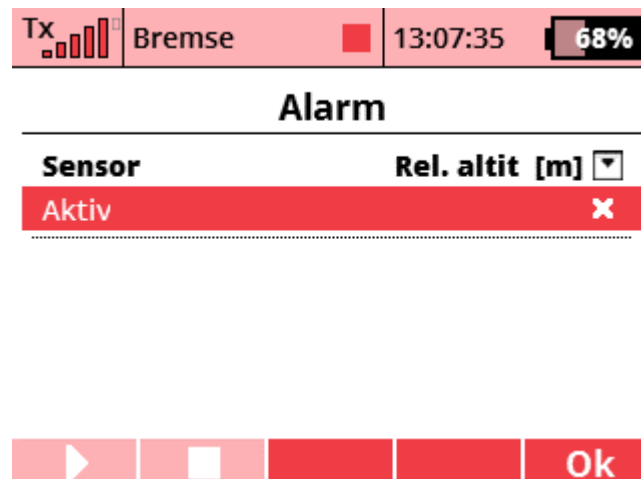 Tx Bremse 13:07:35 68%
Alarm
Sensor Rel. altit [m]
Aktiv
Ok